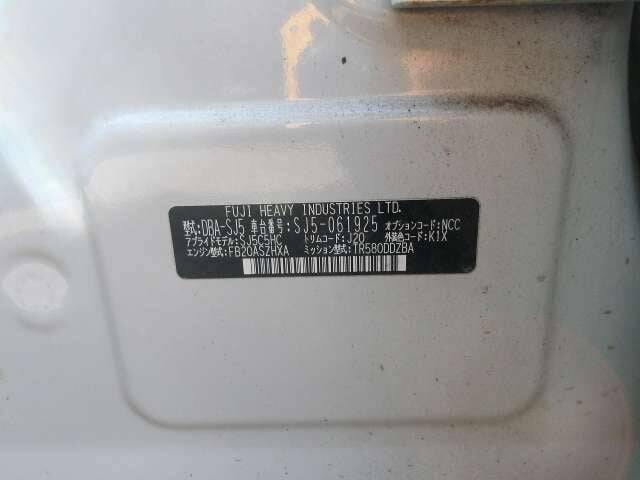 FUJI HEAVY INDUSTRIES LTD.
型式:DBA-SJ5 車台番号:SJ5-061925 オプションコード:NCC
アプライドモデル:SJ5C5HC トリムコード:J20 外装色コード:K1X
エンジン型式:FB20ASZHXA ミッション型式:TR580DDZBA